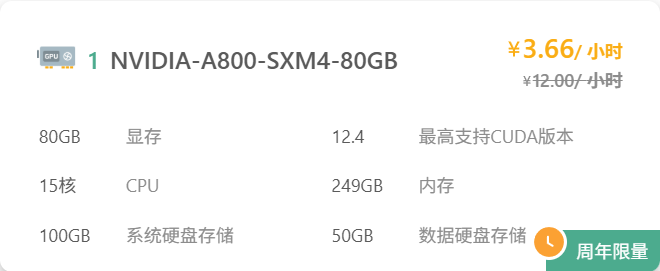 GPU 1 NVIDIA-A800-SXM4-80GB ¥3.66/ 小时
¥12.00/ 小时
80GB 显存 12.4 最高支持CUDA版本
15核 CPU 249GB 内存
100GB 系统硬盘存储 50GB 数据硬盘存储
周年限量